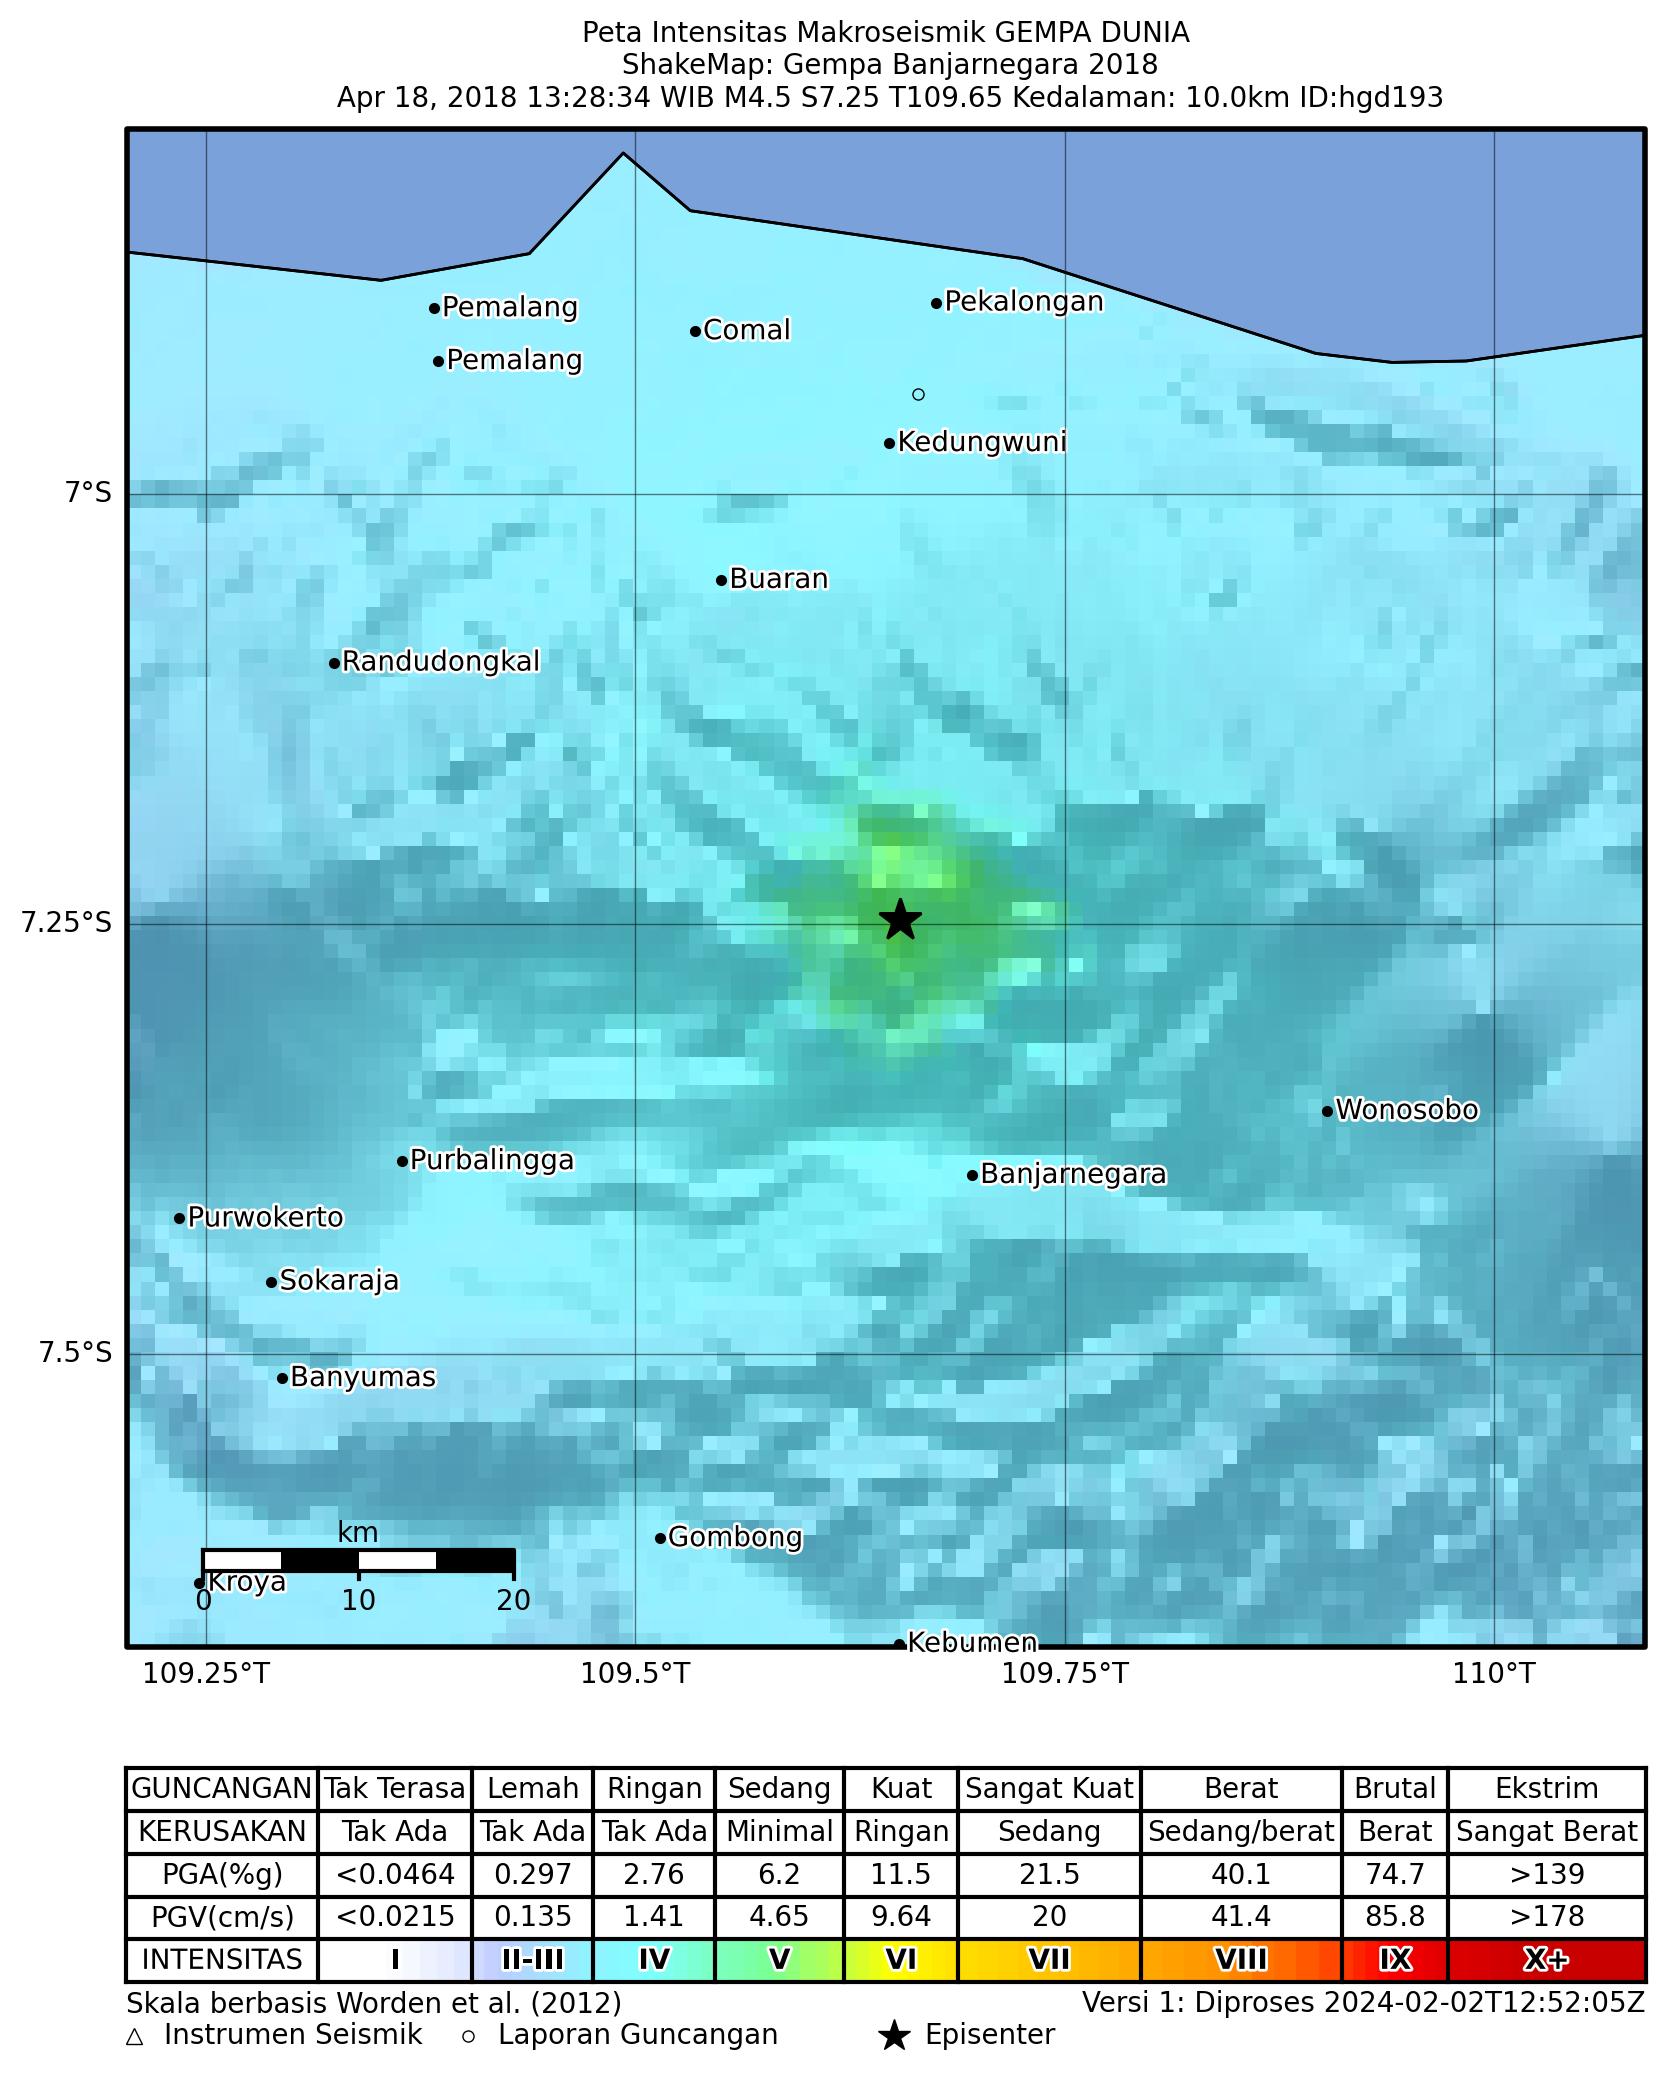 Peta Intensitas Makroseismik GEMPA DUNIA
ShakeMap: Gempa Banjarnegara 2018
Apr 18, 2018 13:28:34 WIB M4.5 S7.25 T109.65 Kedalaman: 10.0km ID:hgd193
Pemalang
Pekalongan
Comal
Pemalang
Kedungwuni
7°S
Buaran
Randudongkal
7.25°S
Wonosobo
Purbalingga
Banjarnegara
Purwokerto
Sokaraja
7.5°S
Banyumas
km
Gombong
Kroya
0 10 20
Kebumen
109.25°T 109.5°T 109.75°T 110°T
GUNCANGAN Tak Terasa Lemah Ringan Sedang Kuat Sangat Kuat Berat Brutal Ekstrim
KERUSAKAN Tak Ada Tak Ada Tak Ada Minimal Ringan Sedang Sedang/berat Berat Sangat Berat
PGA(%g) <0.0464 0.297 2.76 6.2 11.5 21.5 40.1 74.7 >139
PGV(cm/s) <0.0215 0.135 1.41 4.65 9.64 20 41.4 85.8 >178
INTENSITAS I II-III IV V VI VII VIII IX X+
Skala berbasis Worden et al. (2012) Versi 1: Diproses 2024-02-02T12:52:05Z
Instrumen Seismik Laporan Guncangan Episenter